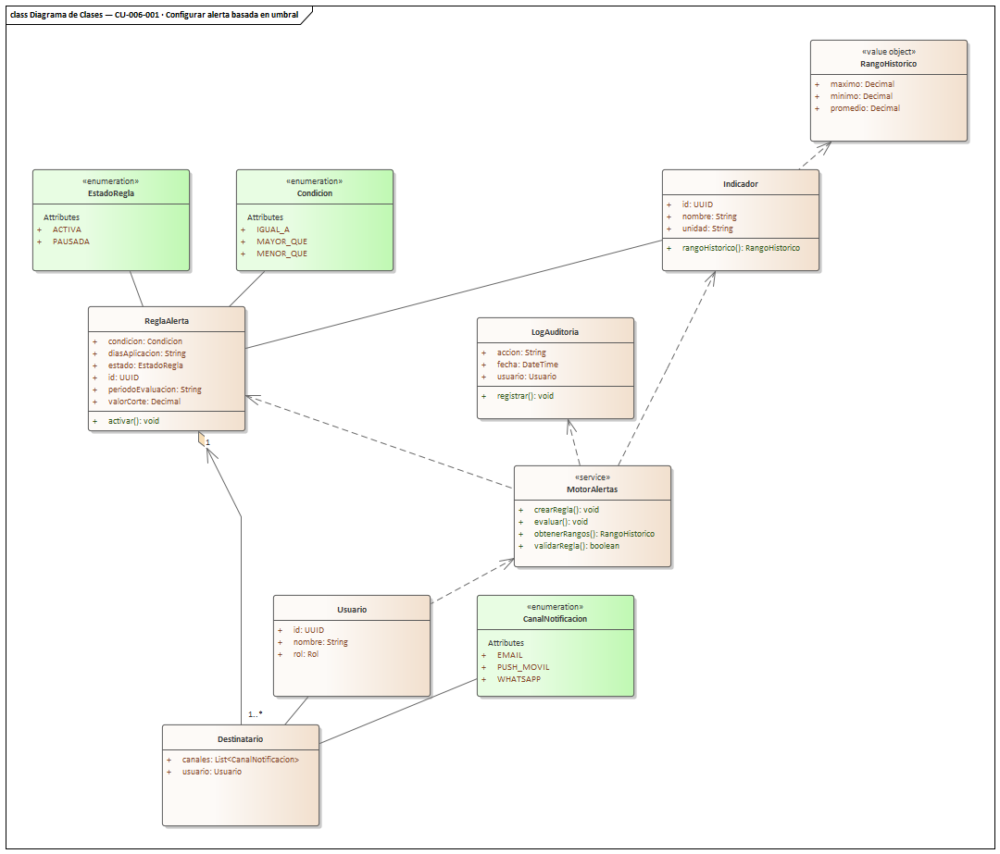 class Diagrama de Clases — CU-006-001 · Configurar alerta basada en umbral
«value object»
RangoHistorico
+ maximo: Decimal
+ minimo: Decimal
+ promedio: Decimal
«enumeration»
EstadoRegla
Attributes
+ ACTIVA
+ PAUSADA
«enumeration»
Condicion
Attributes
+ IGUAL_A
+ MAYOR_QUE
+ MENOR_QUE
Indicador
+ id: UUID
+ nombre: String
+ unidad: String
+ rangoHistorico(): RangoHistorico
ReglaAlerta
+ condicion: Condicion
+ diasAplicacion: String
+ estado: EstadoRegla
+ id: UUID
+ periodoEvaluacion: String
+ valorCorte: Decimal
+ activar(): void
1
LogAuditoria
+ accion: String
+ fecha: DateTime
+ usuario: Usuario
+ registrar(): void
«service»
MotorAlertas
+ crearRegla(): void
+ evaluar(): void
+ obtenerRangos(): RangoHistorico
+ validarRegla(): boolean
Usuario
+ id: UUID
+ nombre: String
+ rol: Rol
«enumeration»
CanalNotificacion
Attributes
+ EMAIL
+ PUSH_MOVIL
+ WHATSAPP
1..*
Destinatario
+ canales: List<CanalNotificacion>
+ usuario: Usuario